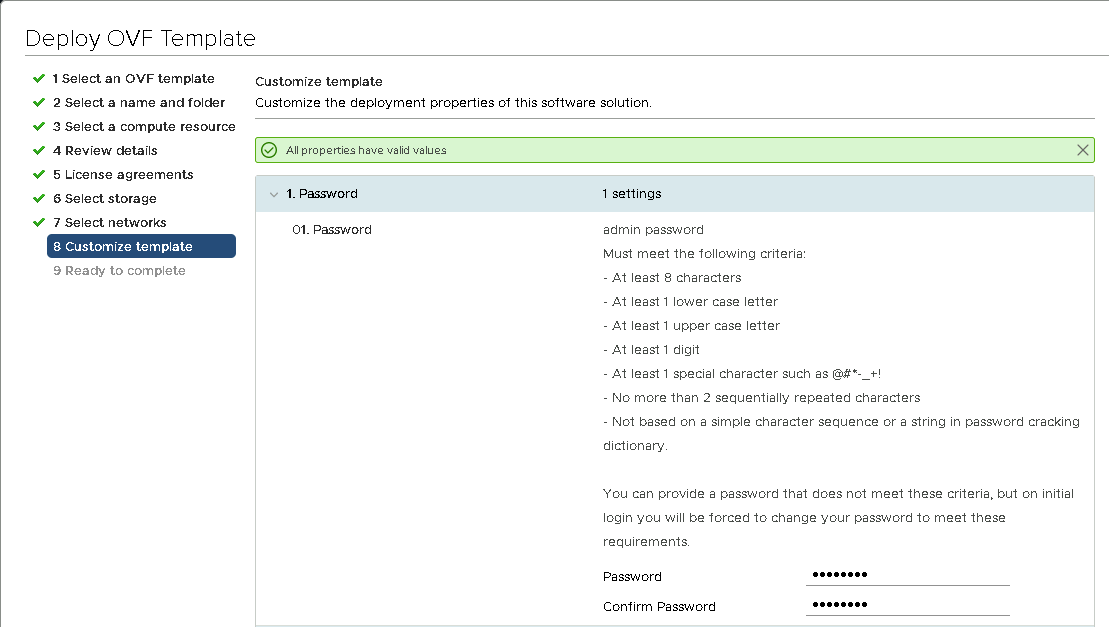 Deploy OVF Template
1 Select an OVF template
2 Select a name and folder
3 Select a compute resource
4 Review details
5 License agreements
6 Select storage
7 Select networks
8 Customize template
9 Ready to complete
Customize template
Customize the deployment properties of this software solution.
All properties have valid values
1. Password 1 settings
01. Password
admin password
Must meet the following criteria:
- At least 8 characters
- At least 1 lower case letter
- At least 1 upper case letter
- At least 1 digit
- At least 1 special character such as @#*-_+!
- No more than 2 sequentially repeated characters
- Not based on a simple character sequence or a string in password cracking
dictionary.
You can provide a password that does not meet these criteria, but on initial
login you will be forced to change your password to meet these
requirements.
Password ••••••••
Confirm Password ••••••••